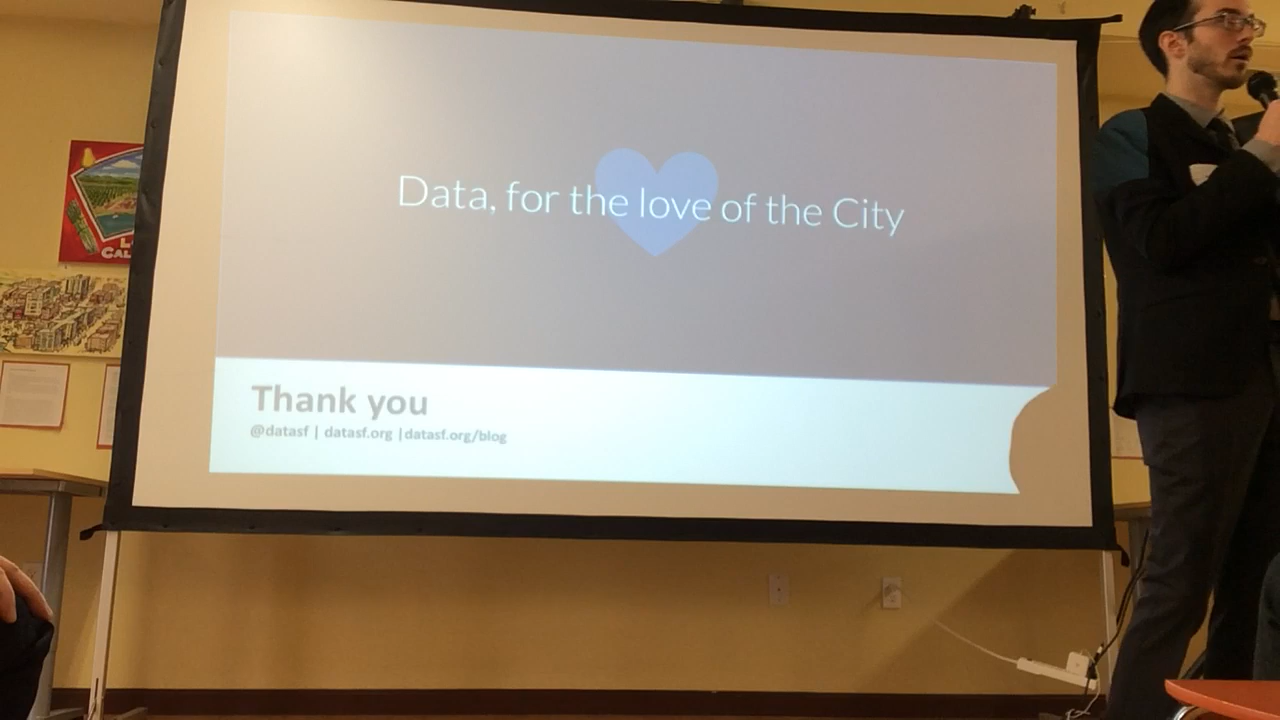 Data, for the love of the City
Thank you
@datasf | datasf.org |datasf.org/blog